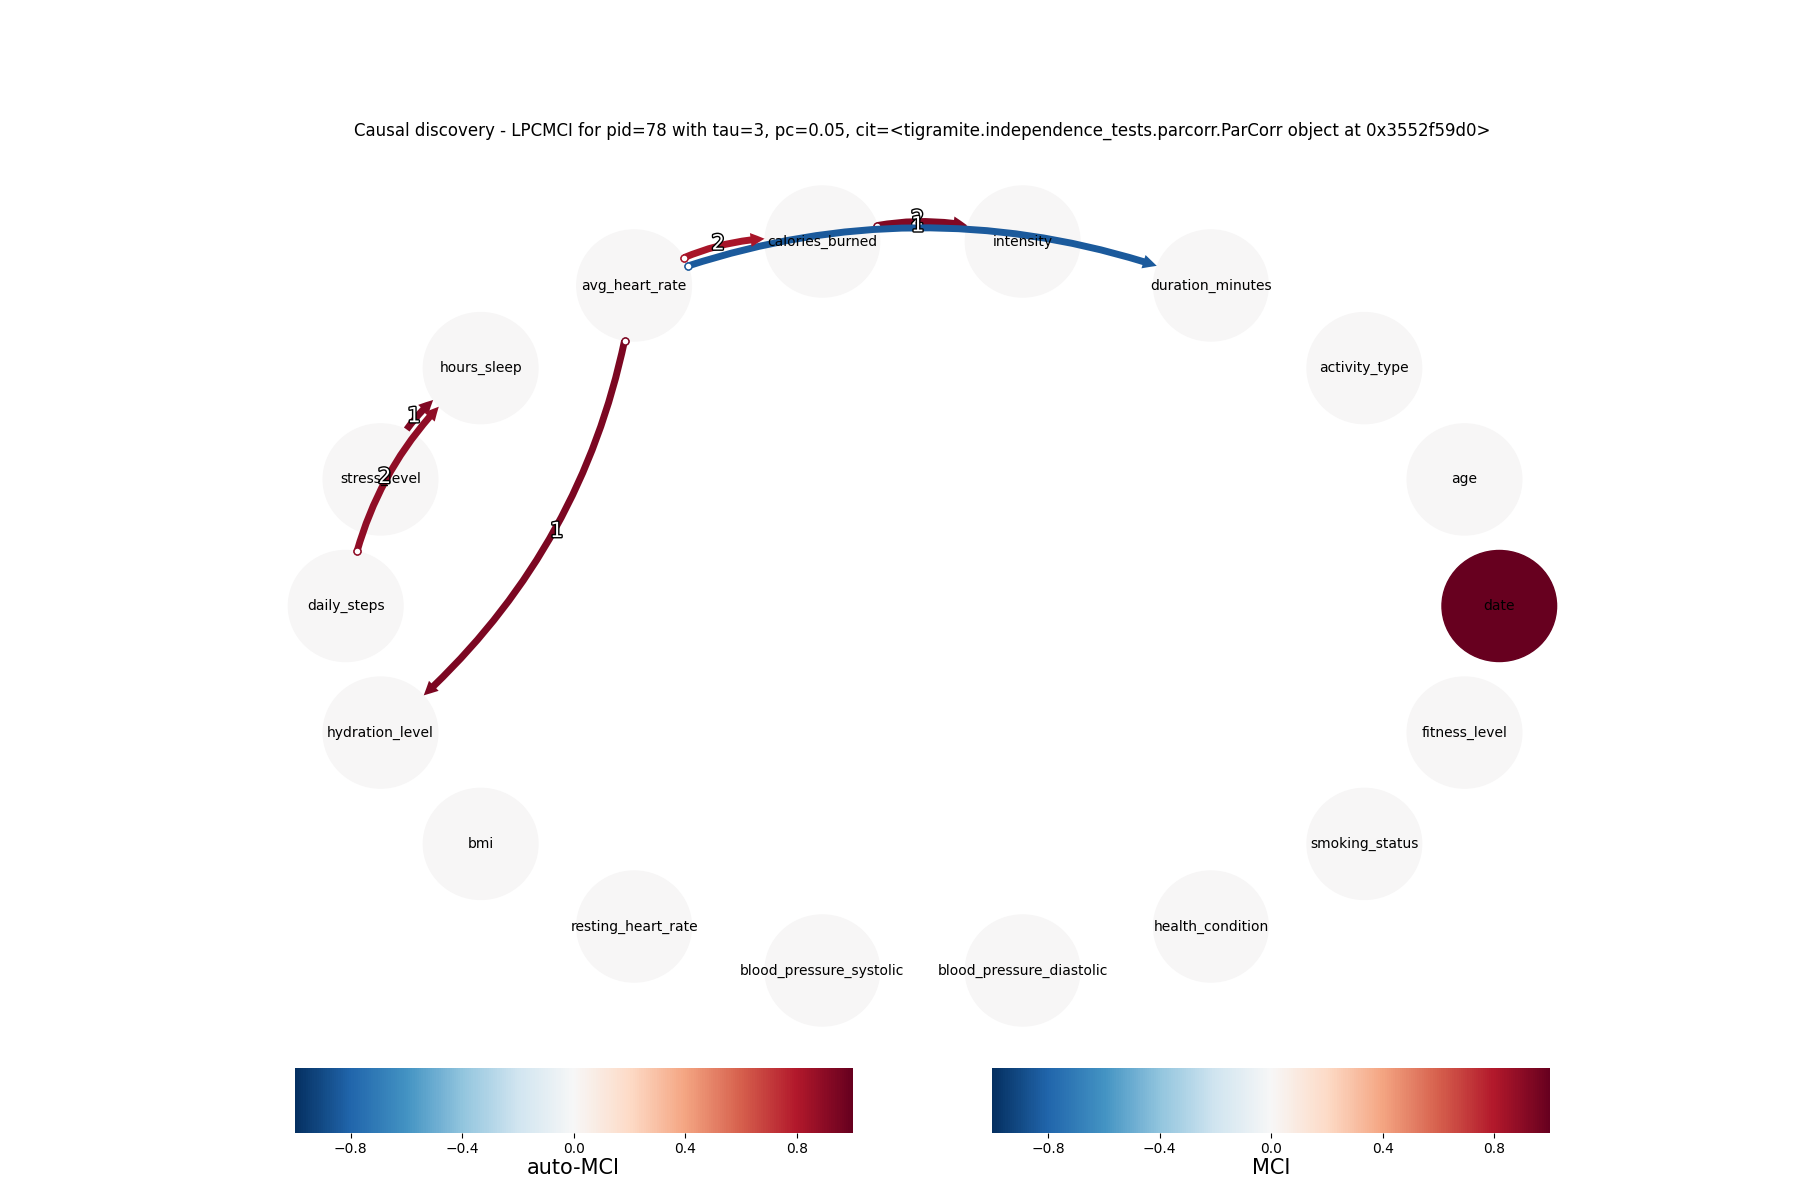 Causal discovery - LPCMCI for pid=78 with tau=3, pc=0.05, cit=<tigramite.independence_tests.parcorr.ParCorr object at 0x3552f59d0>
1
2
calories_burned
intensity
avg_heart_rate
duration_minutes
hours_sleep
activity_type
1
2
stress_level
age
1
daily_steps
date
hydration_level
fitness_level
bmi
smoking_status
resting_heart_rate
health_condition
blood_pressure_systolic
blood_pressure_diastolic
−0.8 −0.4 0.0 0.4 0.8
auto-MCI
−0.8 −0.4 0.0 0.4 0.8
MCI